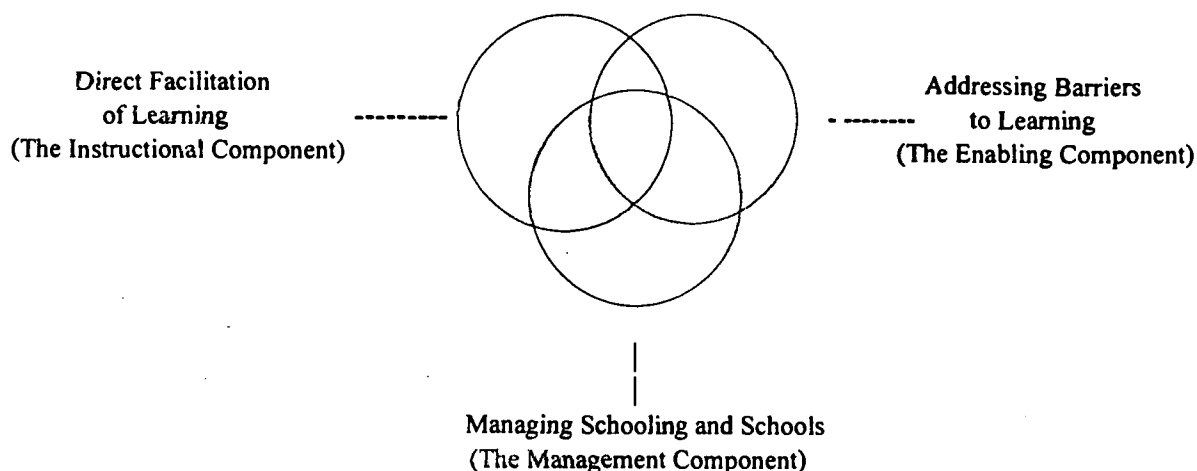 Direct Facilitation
of Learning
(The Instructional Component)
Addressing Barriers
to Learning
(The Enabling Component)
Managing Schooling and Schools
(The Management Component)